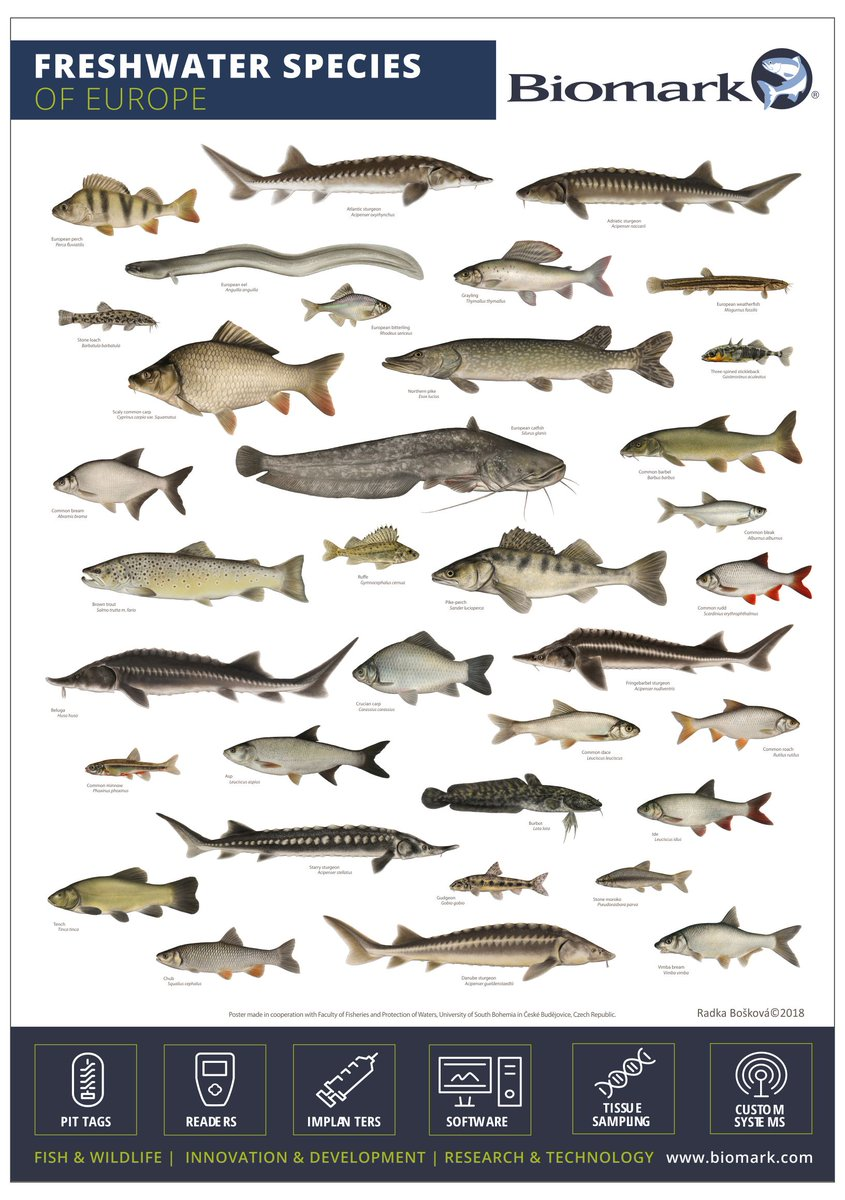 FRESHWATER SPECIES
OF EUROPE
Biomark®
European perch
Perca fluviatilis
Atlantic sturgeon
Acipenser oxyrhynchus
Adriatic sturgeon
Acipenser naccarii
European eel
Anguilla anguilla
Grayling
Thymallus thymallus
European weatherfish
Misgurnus fossilis
Stone loach
Barbatula barbatula
European bitterling
Rhodeus sericeus
Scaly common carp
Cyprinus carpio var. Squamatus
Northern pike
Esox lucius
Three-spined stickleback
Gasterosteus aculeatus
European catfish
Silurus glanis
Common barbel
Barbus barbus
Common bream
Abramis brama
Common bleak
Alburnus alburnus
Brown trout
Salmo trutta m. fario
Ruffe
Gymnocephalus cernua
Pike-perch
Sander lucioperca
Common rudd
Scardinius erythrophthalmus
Beluga
Huso huso
Crucian carp
Carassius carassius
Fringebarbel sturgeon
Acipenser nudiventris
Common minnow
Phoxinus phoxinus
Asp
Leuciscus aspius
Common dace
Leuciscus leuciscus
Common roach
Rutilus rutilus
Burbot
Lota lota
Ide
Leuciscus idus
Starry sturgeon
Acipenser stellatus
Tench
Tinca tinca
Gudgeon
Gobio gobio
Stone moroko
Pseudorasbora parva
Chub
Squalius cephalus
Danube sturgeon
Acipenser gueldenstaedtii
Vimba bream
Vimba vimba
Poster made in cooperation with Faculty of Fisheries and Protection of Waters, University of South Bohemia in České Budějovice, Czech Republic.
Radka Bošková©2018
PIT TAGS
READERS
IMPLANTERS
SOFTWARE
TISSUE
SAMPLING
CUSTOM
SYSTEMS
FISH & WILDLIFE | INNOVATION & DEVELOPMENT | RESEARCH & TECHNOLOGY www.biomark.com